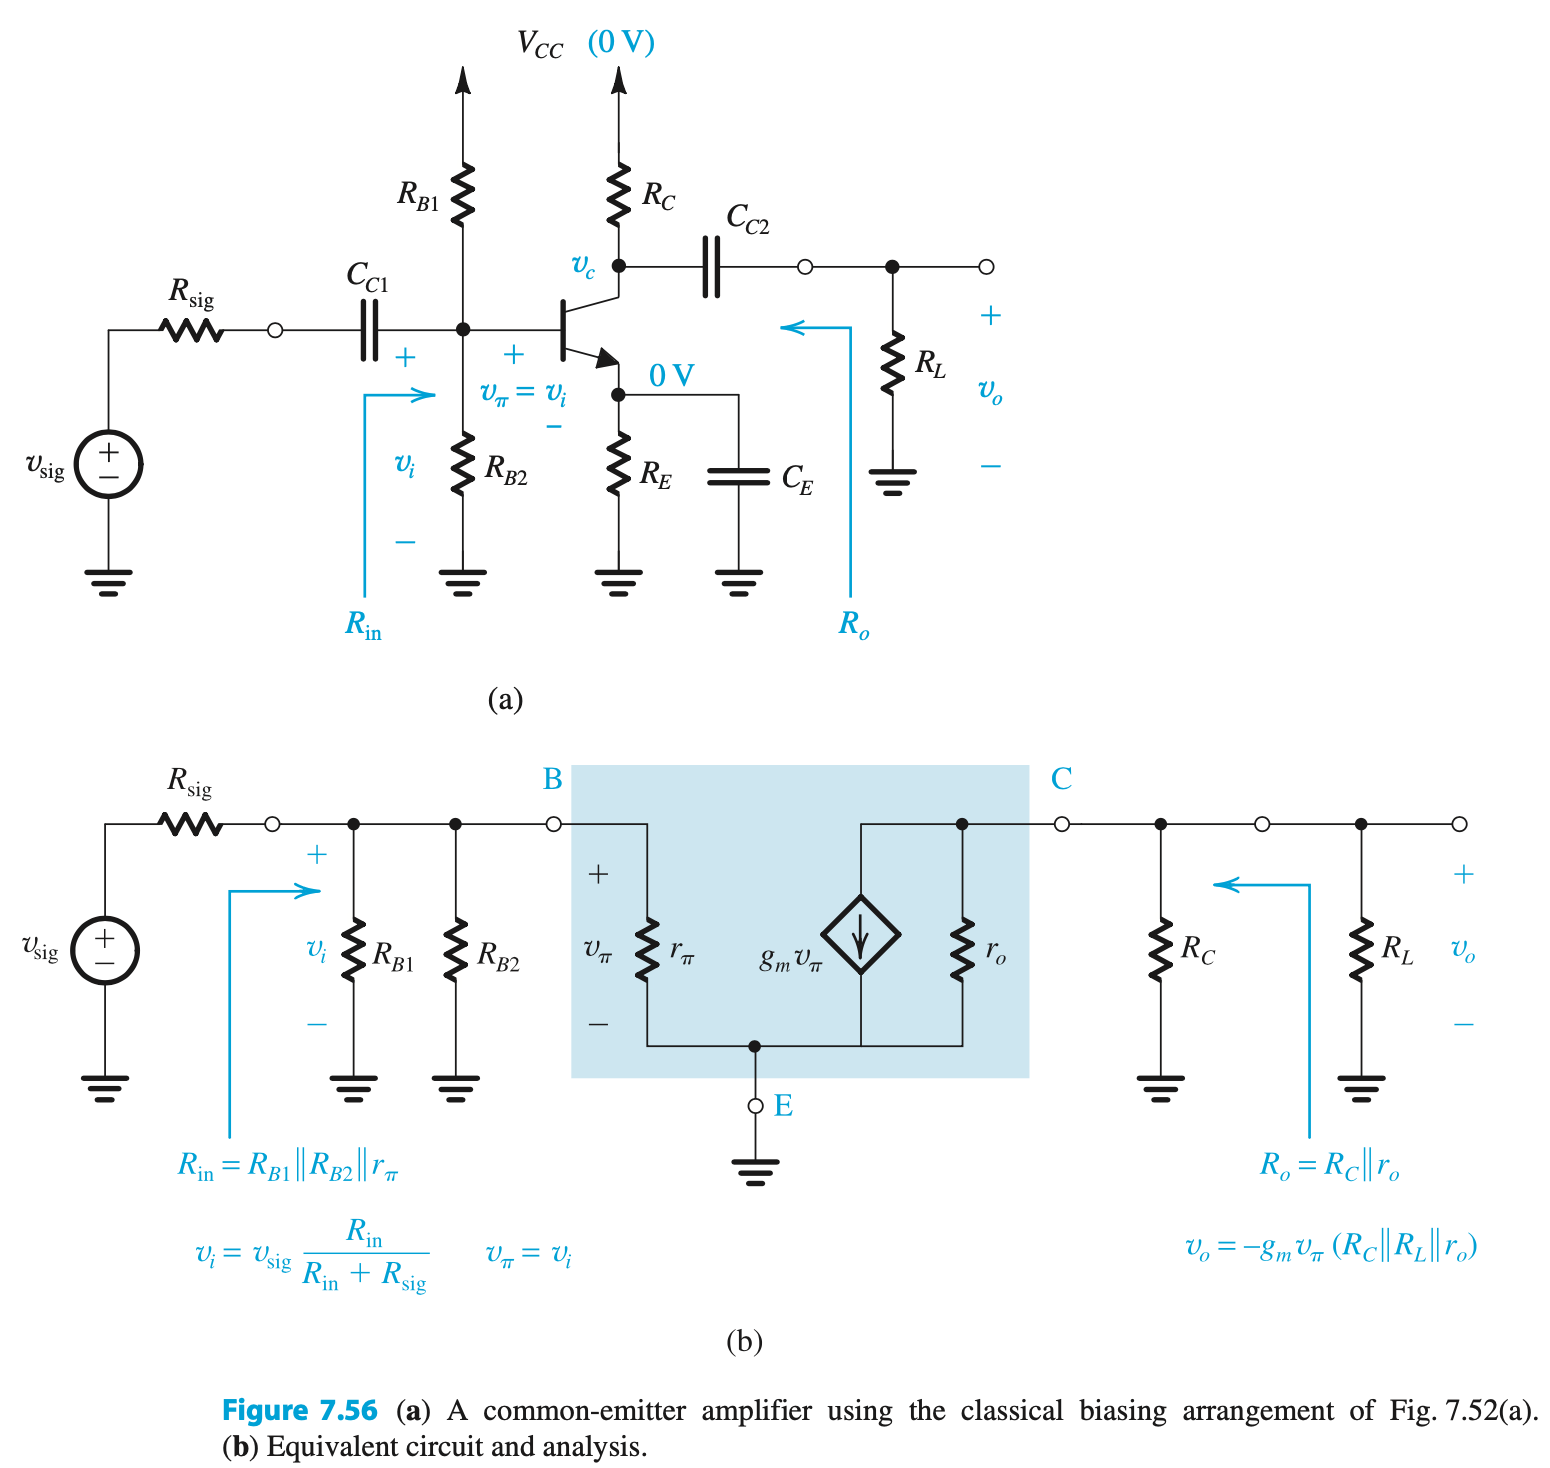 V_CC (0 V)
R_B1
R_C
C_C2
v_c
C_C1
R_sig
+
+
+
0 V
R_L
v_π = v_i
v_o
−
+
−
v_sig
v_i
R_B2
R_E
C_E
−
−
R_in
R_o
(a)
R_sig
B
C
+
+
+
+
−
v_sig
v_i
R_B1
R_B2
v_π
r_π
g_m v_π
r_o
R_C
R_L
v_o
−
−
−
E
R_in = R_B1 || R_B2 || r_π
R_o = R_C || r_o
v_i = v_sig R_in / (R_in + R_sig)    v_π = v_i
v_o = −g_m v_π (R_C || R_L || r_o)
(b)
Figure 7.56 (a) A common-emitter amplifier using the classical biasing arrangement of Fig. 7.52(a).
(b) Equivalent circuit and analysis.